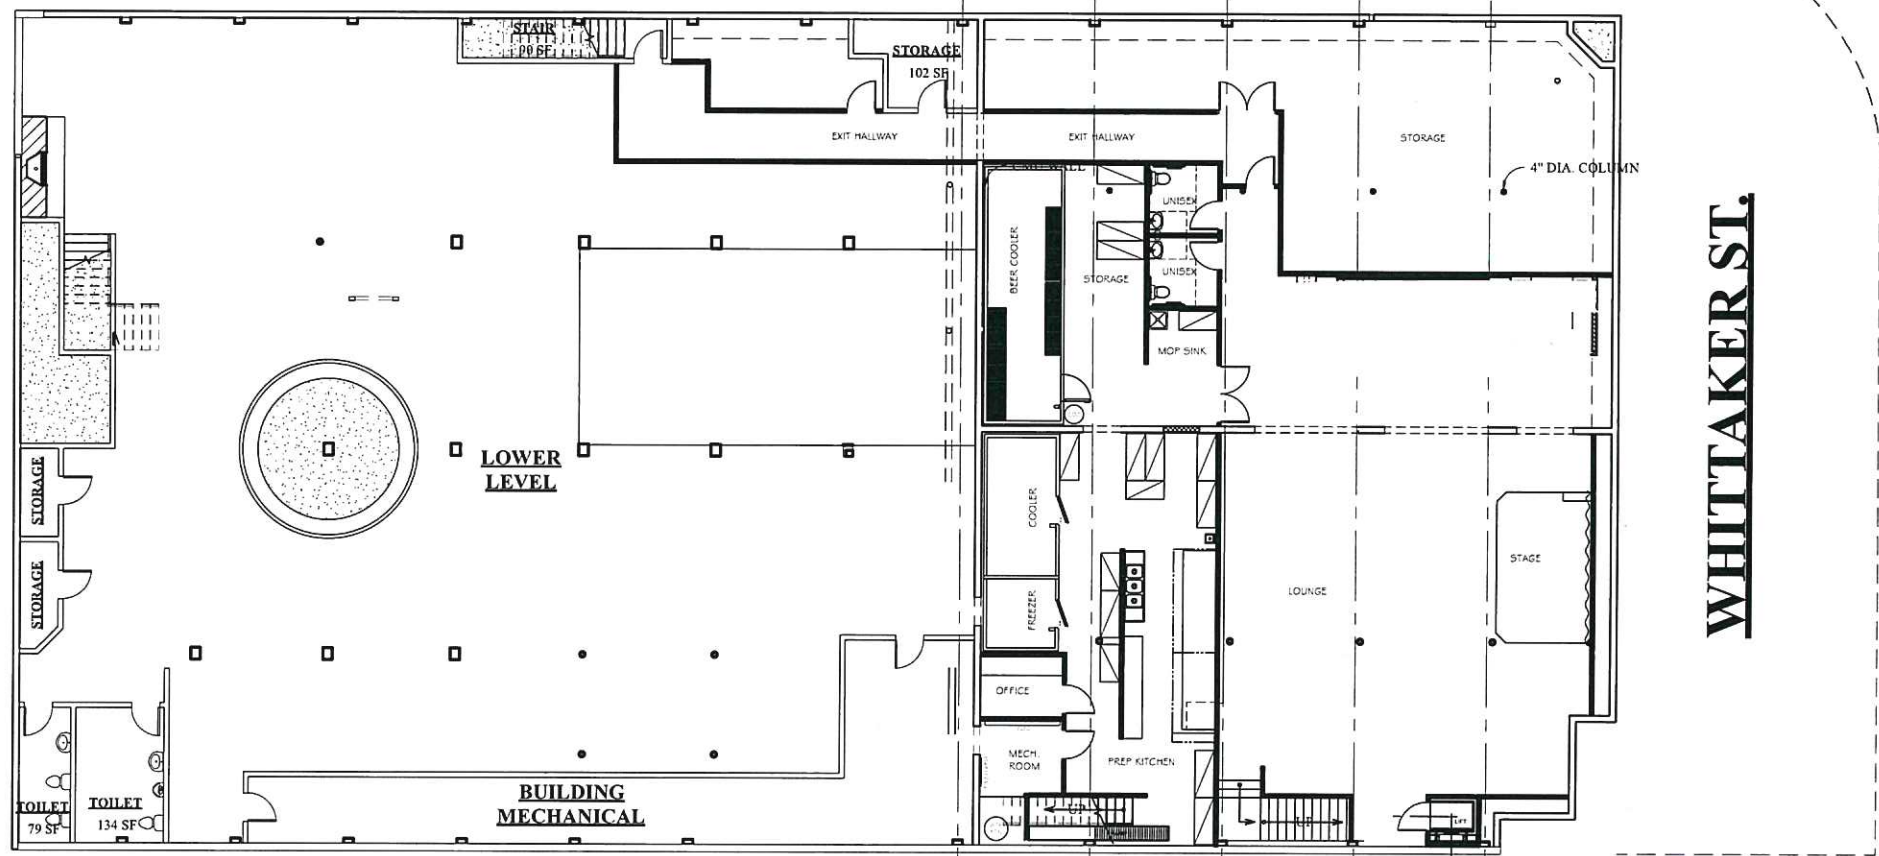 STAIR
90 SF
STORAGE
102 SF
EXIT HALLWAY
EXIT HALLWAY
STORAGE
4" DIA. COLUMN
WALL
UNISEX
BEER COOLER
STORAGE
UNISEX
MOP SINK
WHITTAKER ST.
LOWER
LEVEL
STORAGE
COOLER
STAGE
STORAGE
FREEZER
LOUNGE
OFFICE
MECH.
ROOM
PREP KITCHEN
BUILDING
MECHANICAL
TOILET
79 SF
TOILET
134 SF
UP
UP
LIFT